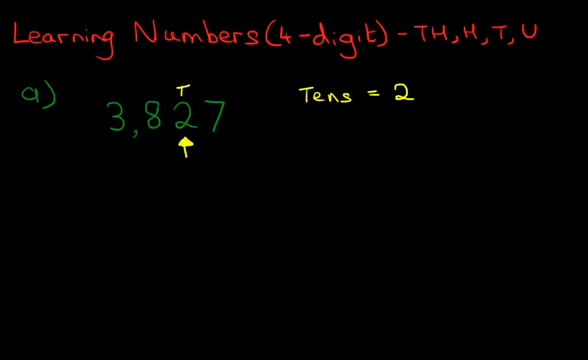 Learning Numbers (4-digit) - TH, H, T, U
a) 3,827
T
Tens = 2